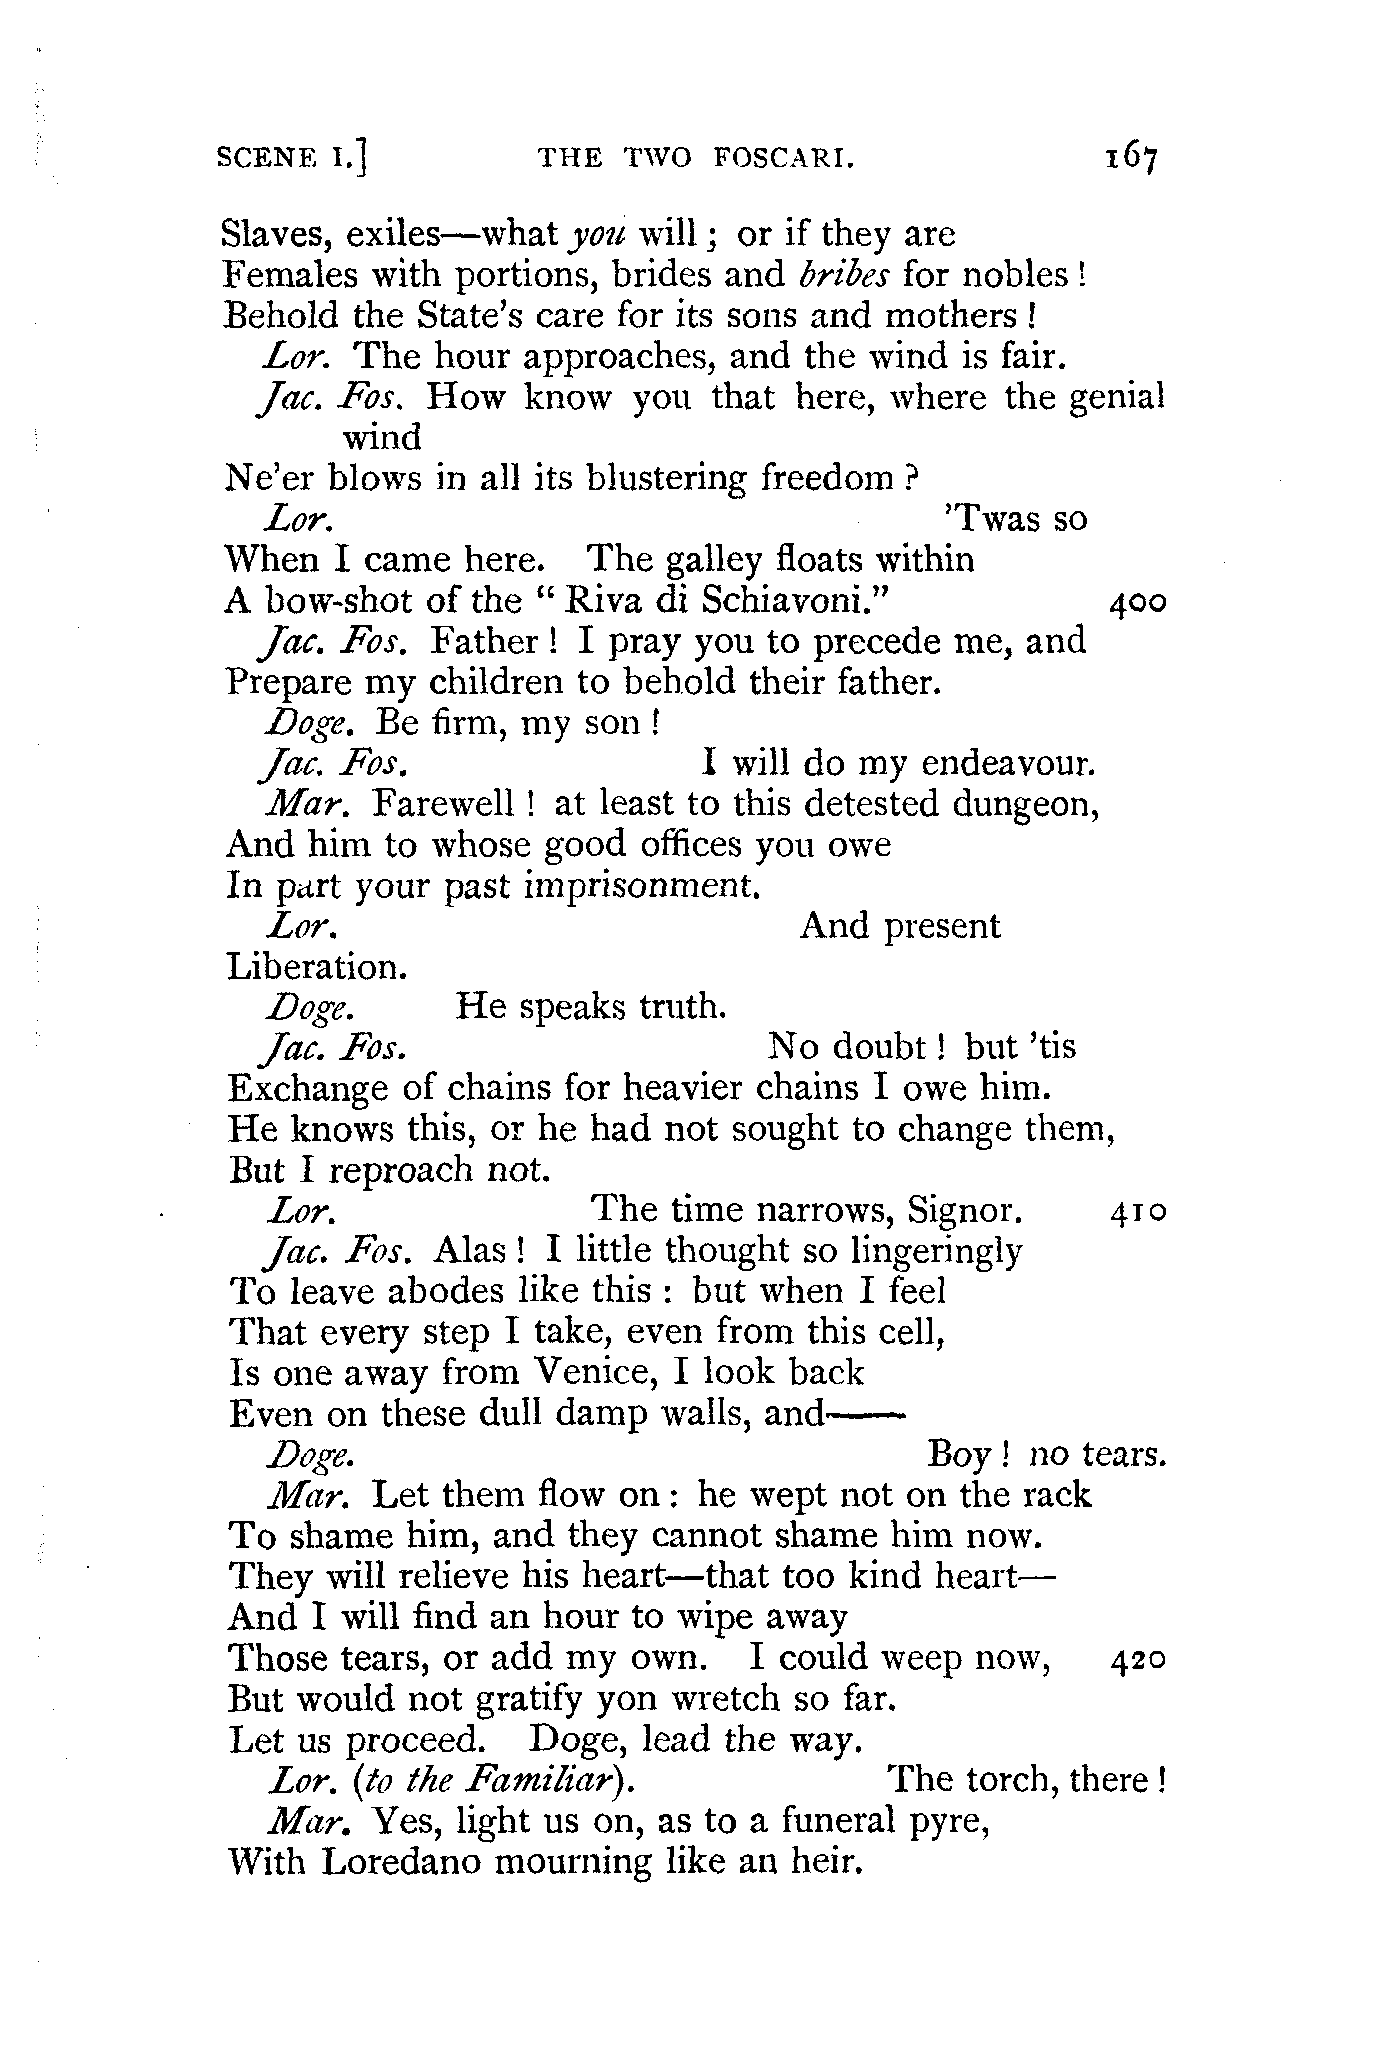 SCENE I.] THE TWO FOSCARI. 167
Slaves, exiles—what you will; or if they are
Females with portions, brides and bribes for nobles!
Behold the State's care for its sons and mothers!
Lor. The hour approaches, and the wind is fair.
Jac. Fos. How know you that here, where the genial
wind
Ne'er blows in all its blustering freedom?
Lor. 'Twas so
When I came here. The galley floats within
A bow-shot of the "Riva di Schiavoni." 400
Jac. Fos. Father! I pray you to precede me, and
Prepare my children to behold their father.
Doge. Be firm, my son!
Jac. Fos. I will do my endeavour.
Mar. Farewell! at least to this detested dungeon,
And him to whose good offices you owe
In part your past imprisonment.
Lor. And present
Liberation.
Doge. He speaks truth.
Jac. Fos. No doubt! but 'tis
Exchange of chains for heavier chains I owe him.
He knows this, or he had not sought to change them,
But I reproach not.
Lor. The time narrows, Signor. 410
Jac. Fos. Alas! I little thought so lingeringly
To leave abodes like this: but when I feel
That every step I take, even from this cell,
Is one away from Venice, I look back
Even on these dull damp walls, and——
Doge. Boy! no tears.
Mar. Let them flow on: he wept not on the rack
To shame him, and they cannot shame him now.
They will relieve his heart—that too kind heart—
And I will find an hour to wipe away
Those tears, or add my own. I could weep now, 420
But would not gratify yon wretch so far.
Let us proceed. Doge, lead the way.
Lor. (to the Familiar). The torch, there!
Mar. Yes, light us on, as to a funeral pyre,
With Loredano mourning like an heir.